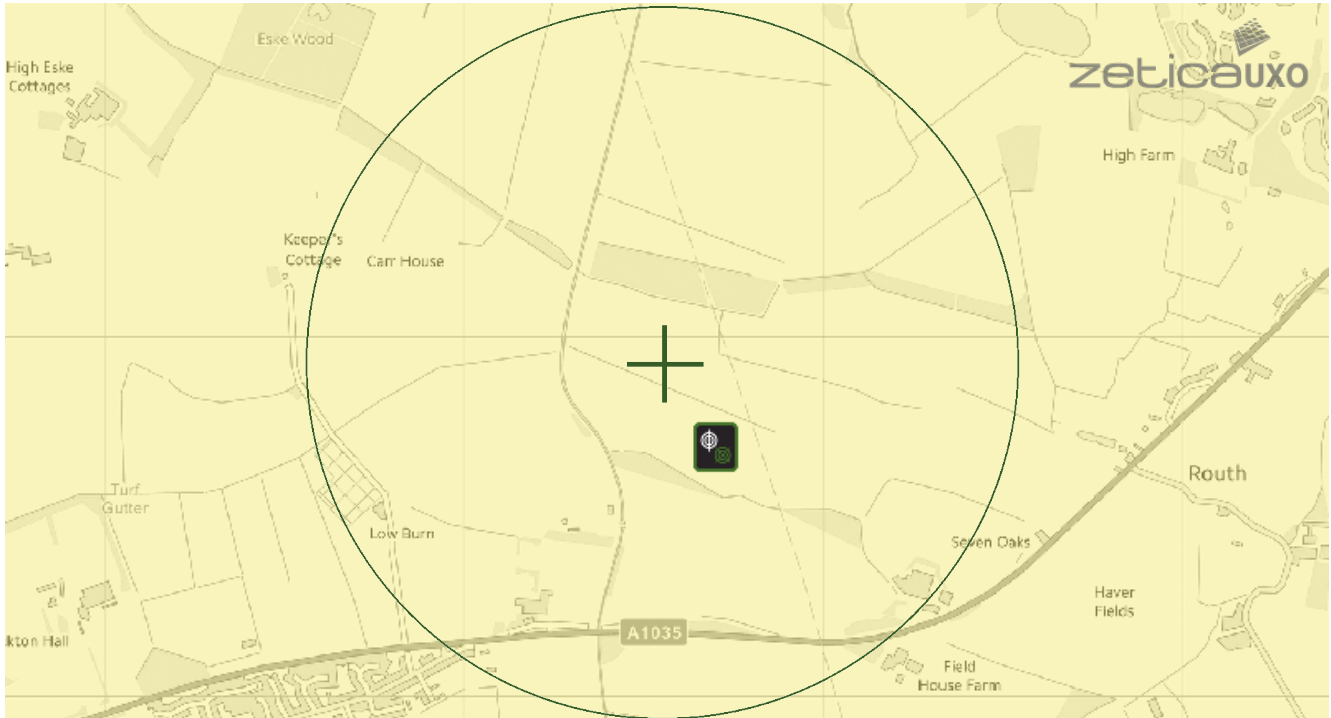 Eske Wood
High Eske
Cottages
zeticauxo
High Farm
Keeper's
Cottage
Carr House
Routh
Turf
Gutter
Low Burn
Seven Oaks
Haver
Fields
A1035
kton Hall
Field
House Farm